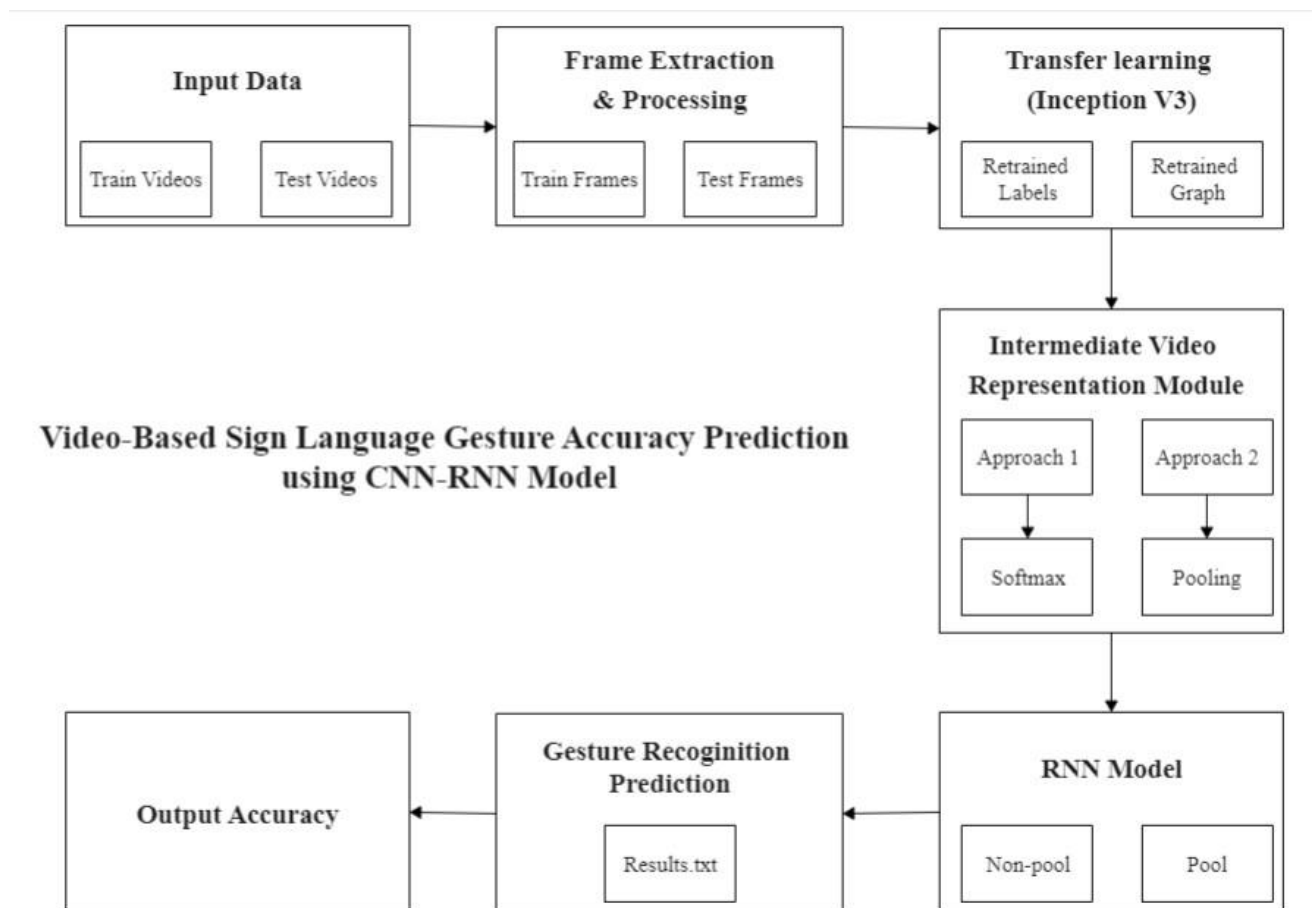 Input Data
Train Videos
Test Videos
Frame Extraction
& Processing
Train Frames
Test Frames
Transfer learning
(Inception V3)
Retrained
Labels
Retrained
Graph
Intermediate Video
Representation Module
Approach 1
Approach 2
Softmax
Pooling
Video-Based Sign Language Gesture Accuracy Prediction
using CNN-RNN Model
RNN Model
Non-pool
Pool
Gesture Recoginition
Prediction
Results.txt
Output Accuracy